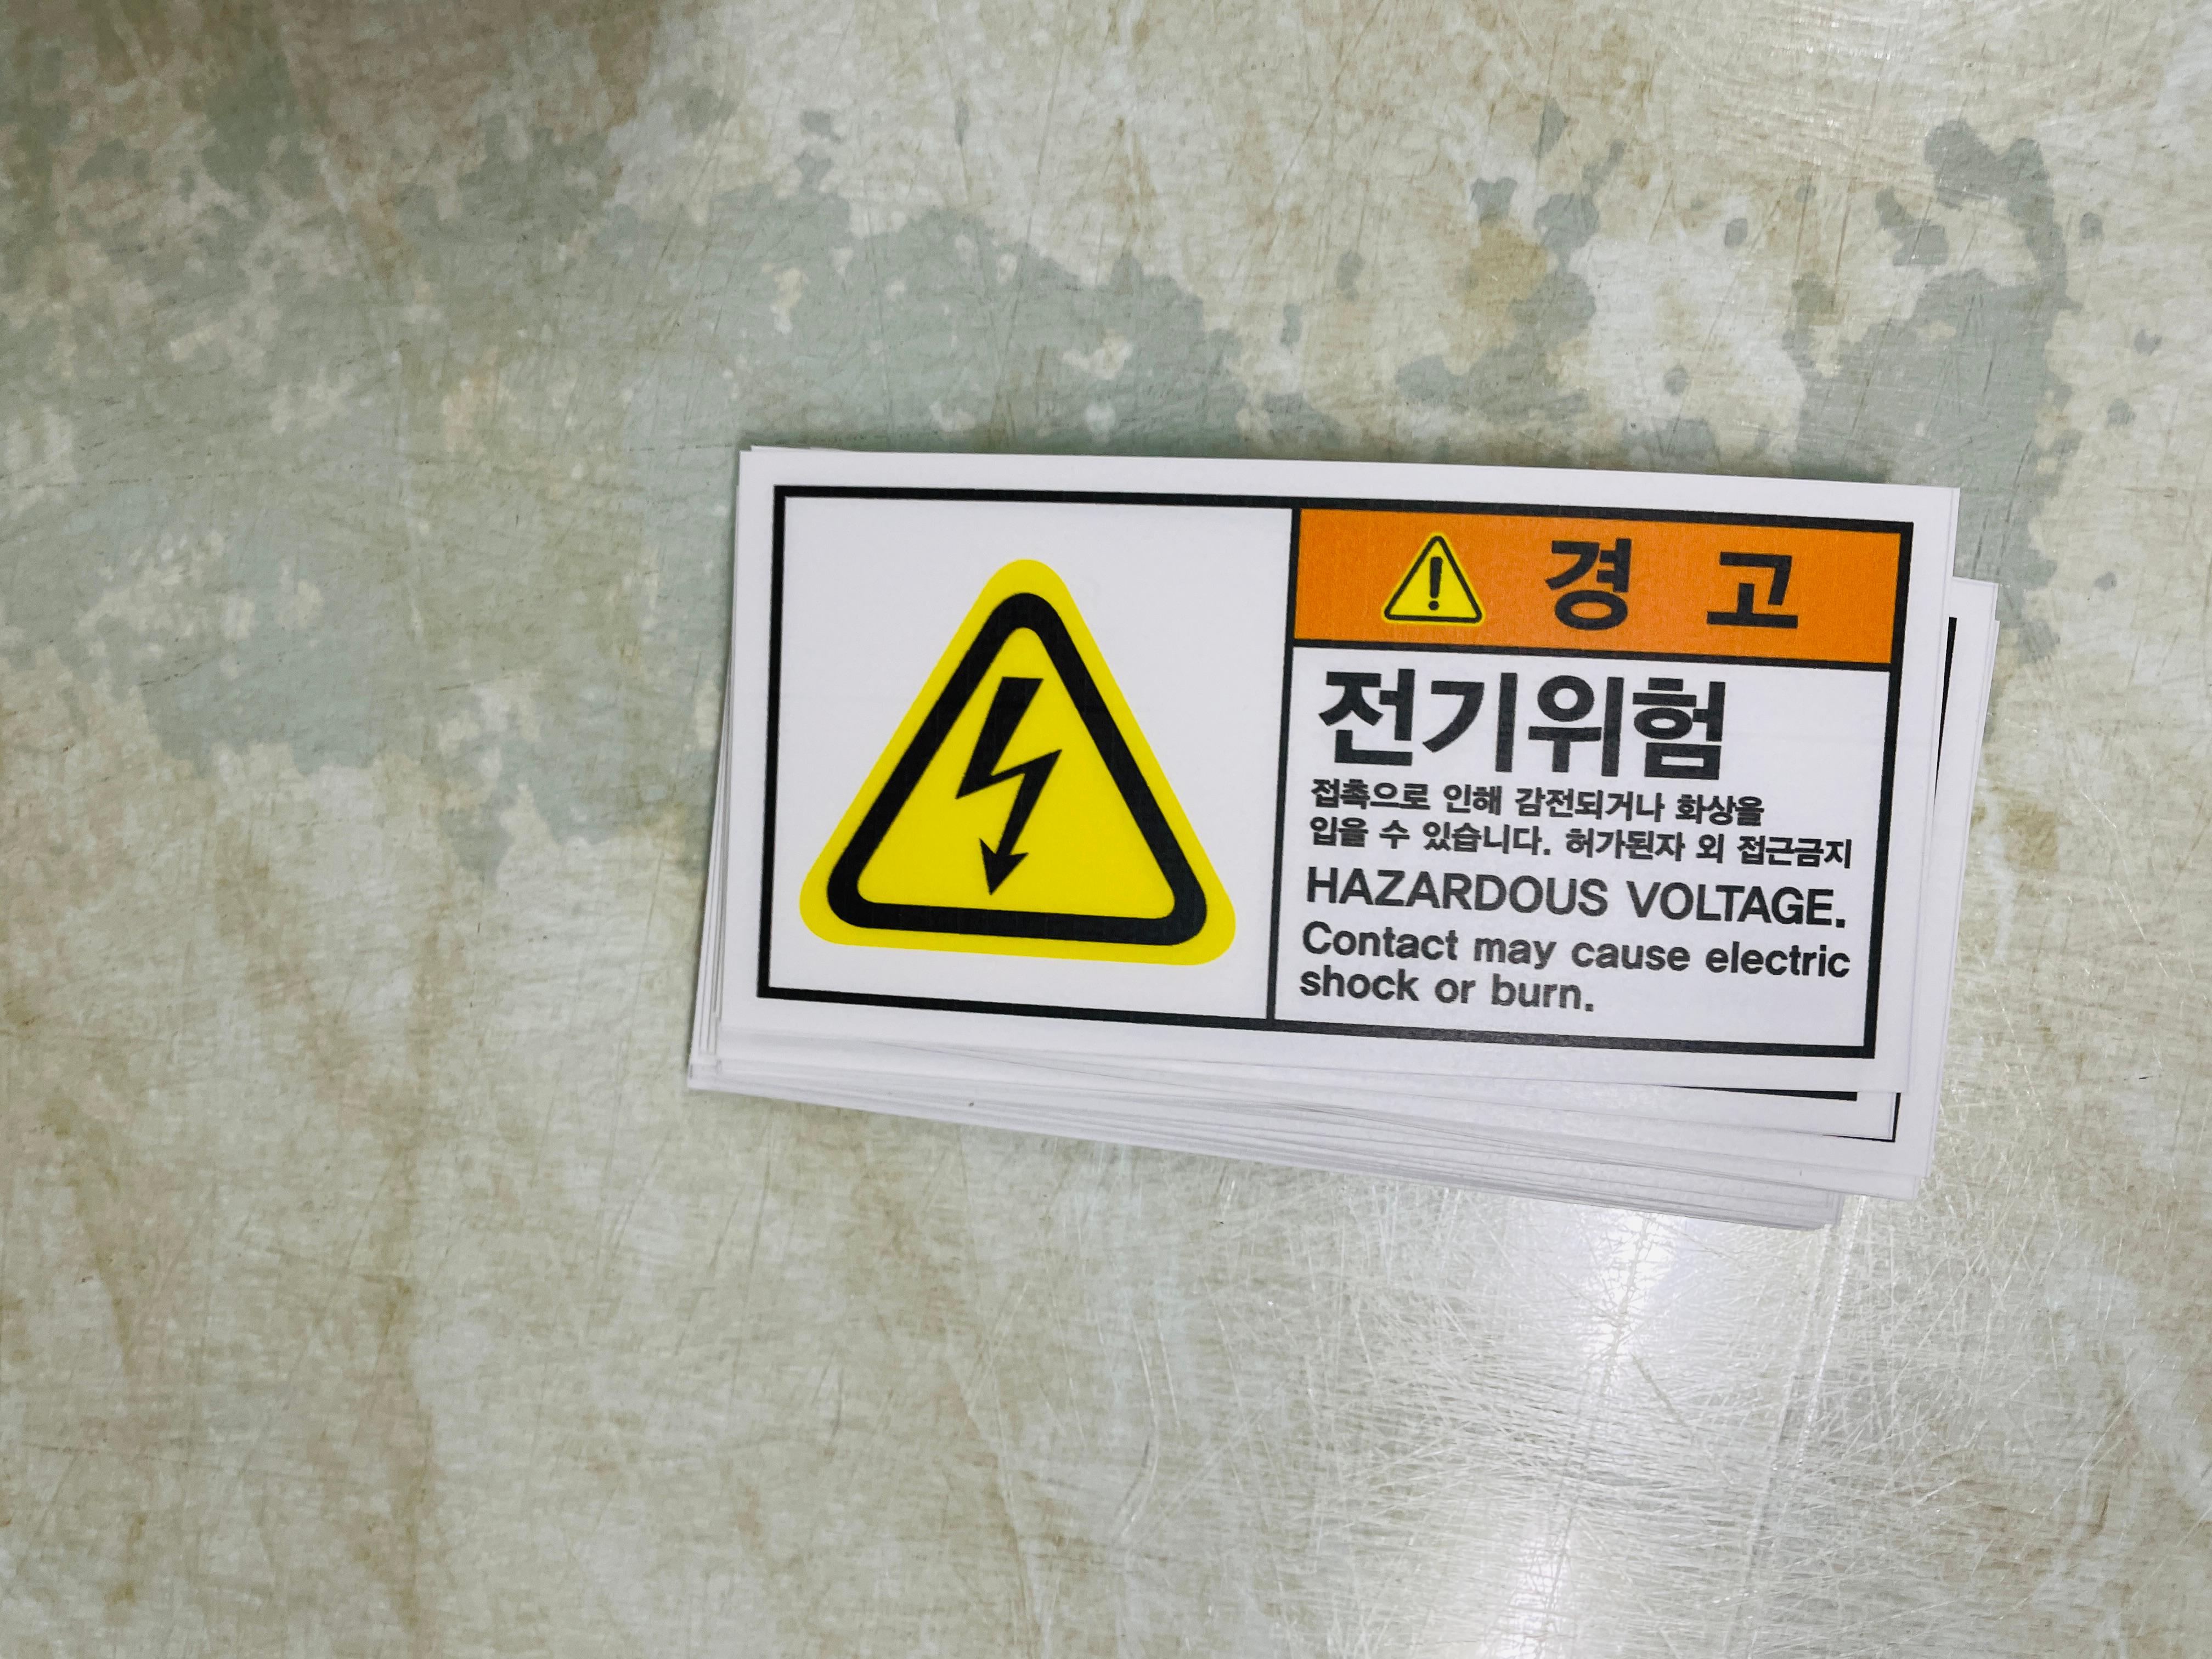 경 고
전기위험
접촉으로 인해 감전되거나 화상을
입을 수 있습니다. 허가된자 외 접근금지
HAZARDOUS VOLTAGE.
Contact may cause electric
shock or burn.